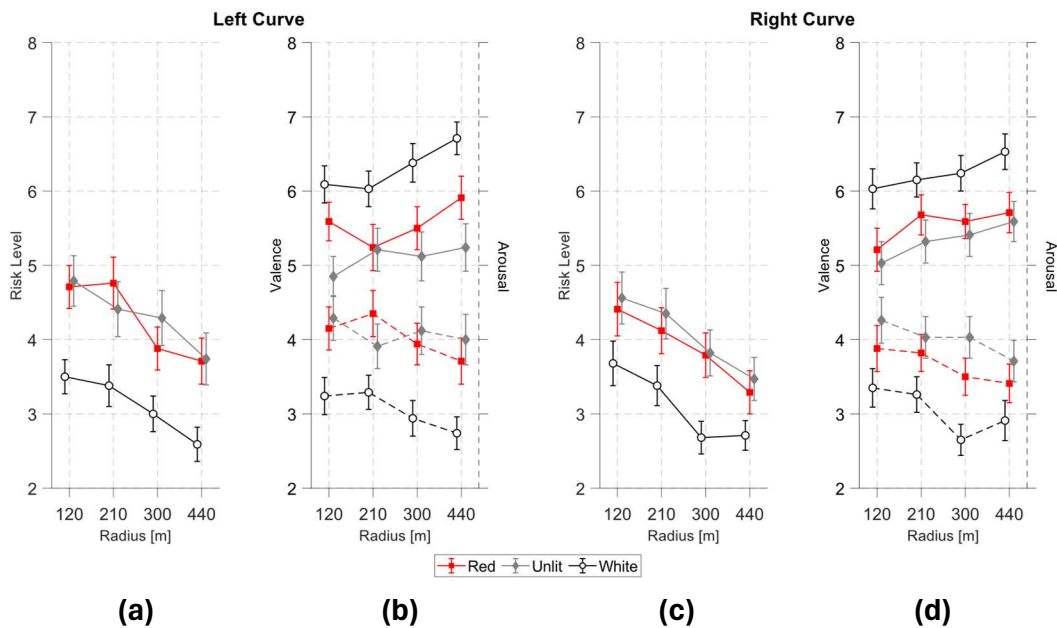 Left Curve
Right Curve
8
7
6
5
4
3
2
Risk Level
120 210 300 440
Radius [m]
(a)
8
7
6
5
4
3
2
Valence
Arousal
120 210 300 440
Radius [m]
(b)
8
7
6
5
4
3
2
Risk Level
120 210 300 440
Radius [m]
(c)
8
7
6
5
4
3
2
Valence
Arousal
120 210 300 440
Radius [m]
(d)
Red Unlit White